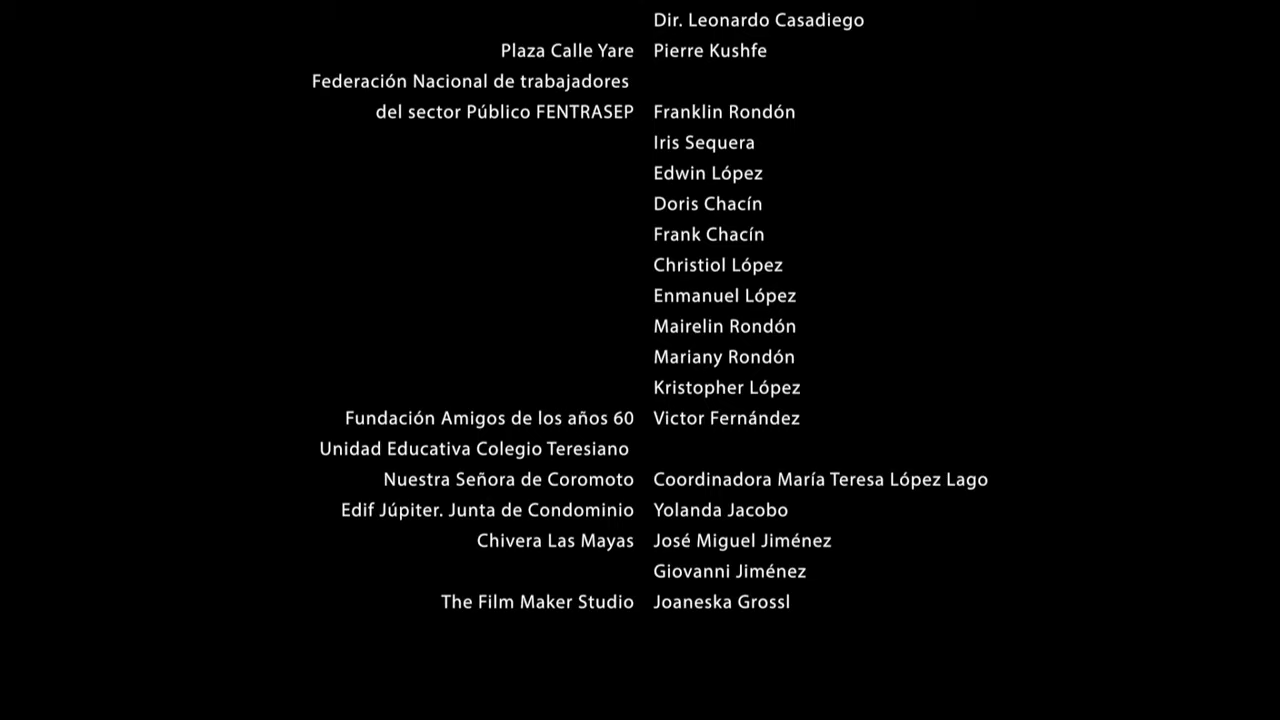 Dir. Leonardo Casadiego
Plaza Calle Yare Pierre Kushfe
Federación Nacional de trabajadores
del sector Público FENTRASEP Franklin Rondón
Iris Sequera
Edwin López
Doris Chacín
Frank Chacín
Christiol López
Enmanuel López
Mairelin Rondón
Mariany Rondón
Kristopher López
Fundación Amigos de los años 60 Victor Fernández
Unidad Educativa Colegio Teresiano
Nuestra Señora de Coromoto Coordinadora María Teresa López Lago
Edif Júpiter. Junta de Condominio Yolanda Jacobo
Chivera Las Mayas José Miguel Jiménez
Giovanni Jiménez
The Film Maker Studio Joaneska Grossl